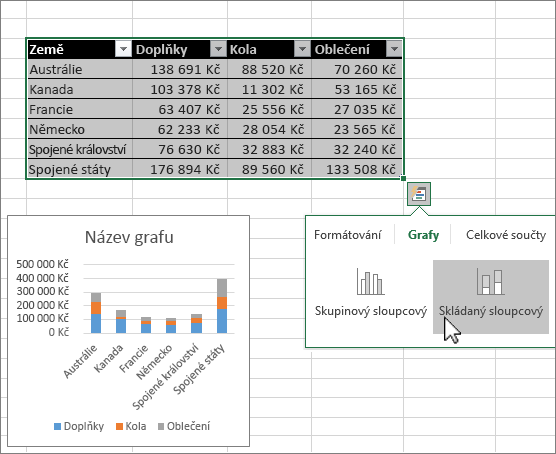 Země Doplňky Kola Oblečení
Austrálie 138 691 Kč 88 520 Kč 70 260 Kč
Kanada 103 378 Kč 11 302 Kč 53 165 Kč
Francie 63 407 Kč 25 556 Kč 27 035 Kč
Německo 62 233 Kč 28 054 Kč 23 565 Kč
Spojené království 76 630 Kč 32 883 Kč 32 240 Kč
Spojené státy 176 894 Kč 89 560 Kč 133 508 Kč
Formátování Grafy Celkové součty
Skupinový sloupcový Skládaný sloupcový
Název grafu
500 000 Kč
400 000 Kč
300 000 Kč
200 000 Kč
100 000 Kč
0 Kč
Austrálie
Kanada
Francie
Německo
Spojené království
Spojené státy
Doplňky Kola Oblečení